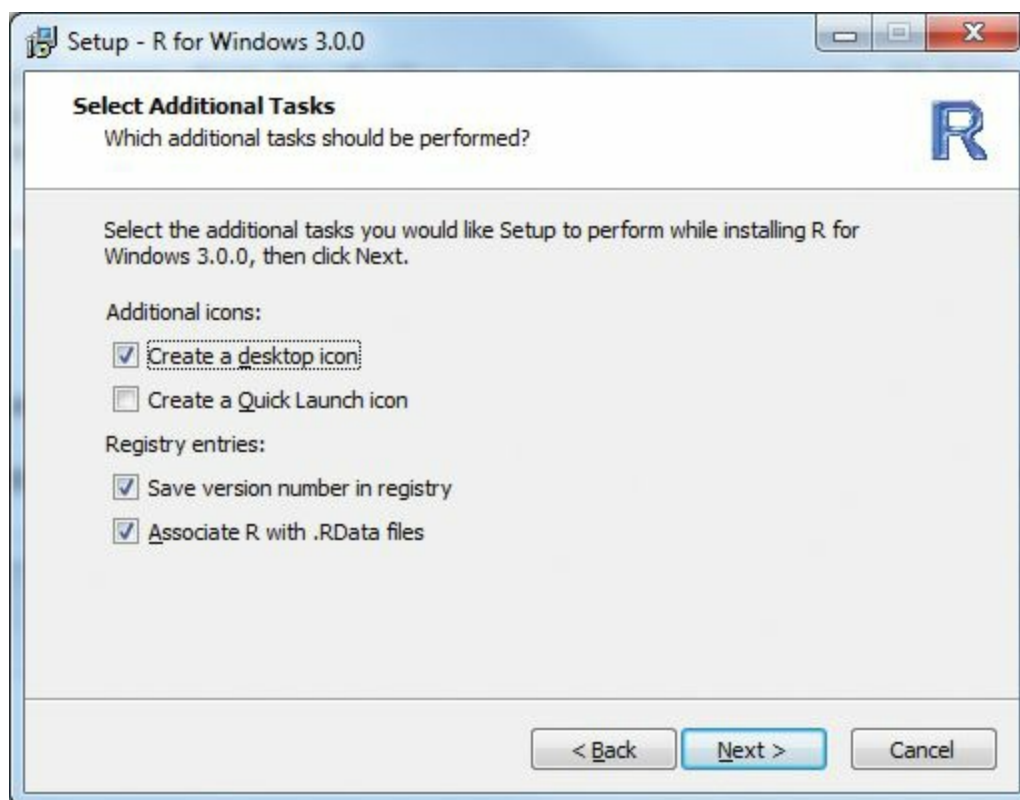 Setup - R for Windows 3.0.0
Select Additional Tasks
Which additional tasks should be performed?
R
Select the additional tasks you would like Setup to perform while installing R for
Windows 3.0.0, then click Next.
Additional icons:
Create a desktop icon
Create a Quick Launch icon
Registry entries:
Save version number in registry
Associate R with .RData files
< Back Next > Cancel